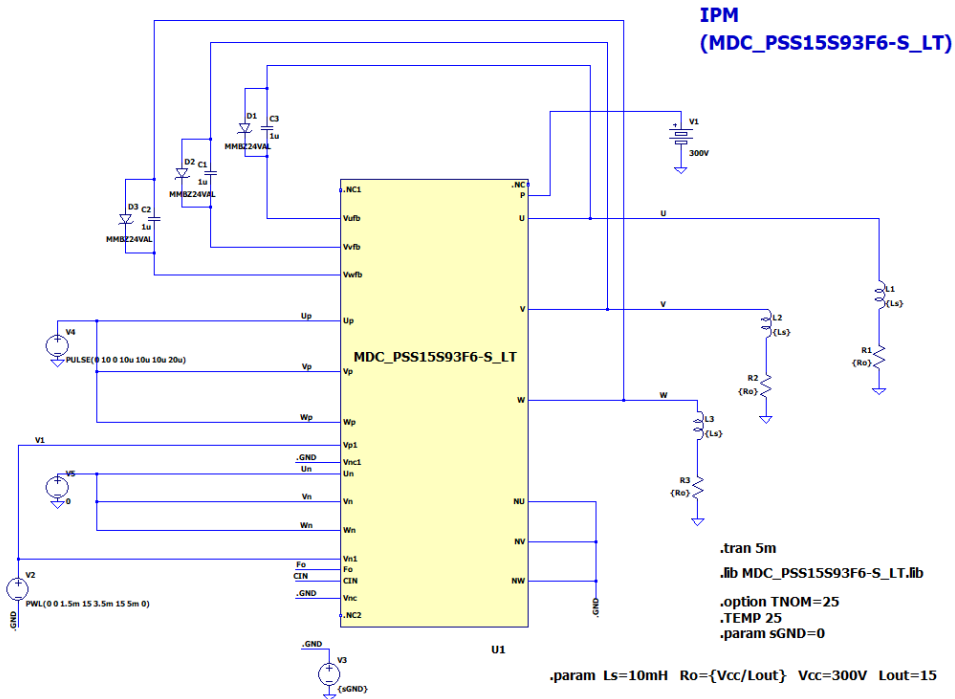 IPM
(MDC_PSS15S93F6-S_LT)
D1
C3
1u
MMBZ24VAL
D2
C1
1u
MMBZ24VAL
D3
C2
1u
MMBZ24VAL
V1
+
300V
.NC1
.NC
P
Vufb
U
U
Vvfb
Vwfb
L1
{Ls}
V
V
L2
{Ls}
Up
Up
V4
PULSE(0 10 0 10u 10u 10u 20u)
MDC_PSS15S93F6-S_LT
R1
{Ro}
Vp
Vp
R2
{Ro}
W
W
Wp
Wp
L3
{Ls}
V1
Vp1
.GND
Vnc1
Un
Un
V5
0
R3
{Ro}
Vn
Vn
NU
Wn
Wn
NV
Vn1
Fo
Fo
CIN
CIN
NW
.GND
Vnc
.NC2
V2
PWL(0 0 1.5m 15 3.5m 15 5m 0)
.GND
.GND
U1
.GND
V3
{sGND}
.tran 5m
.lib MDC_PSS15S93F6-S_LT.lib
.option TNOM=25
.TEMP 25
.param sGND=0
.param Ls=10mH Ro={Vcc/Lout} Vcc=300V Lout=15